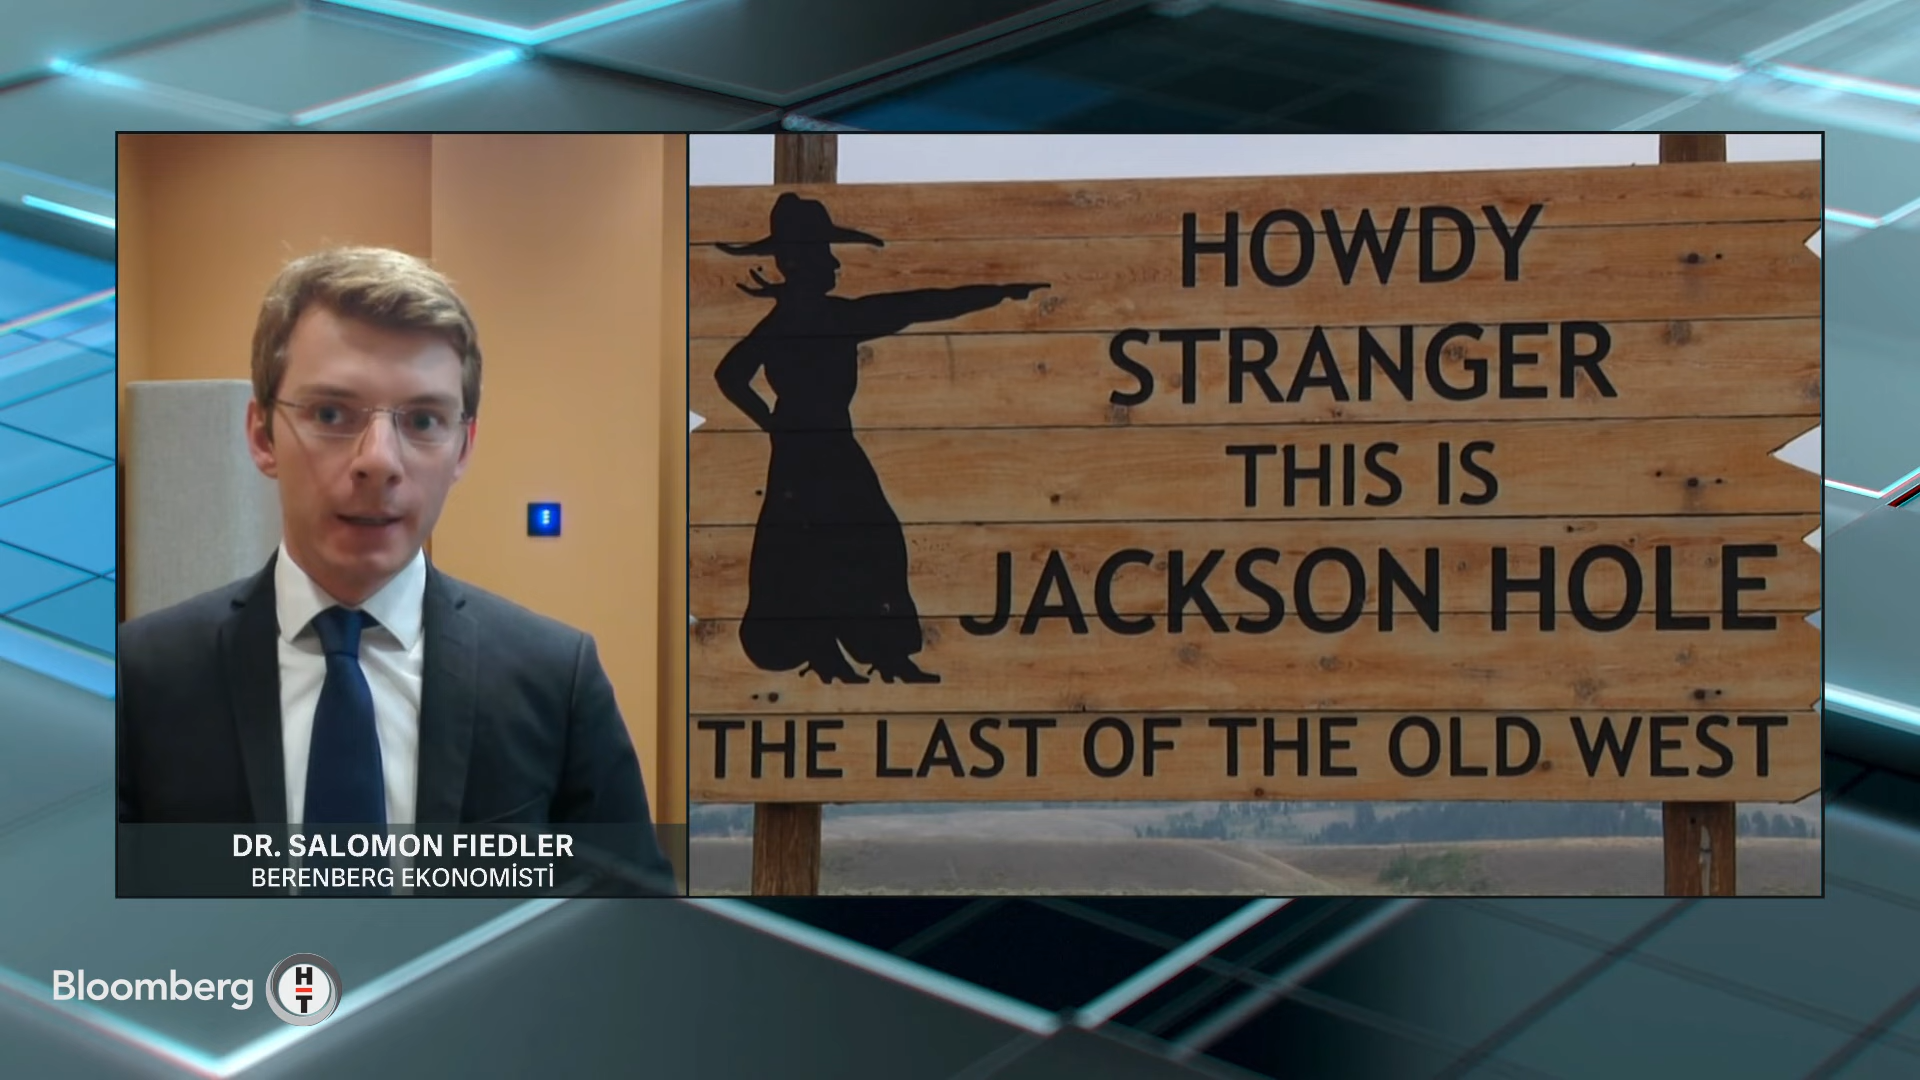 HOWDY
STRANGER
THIS IS
JACKSON HOLE
THE LAST OF THE OLD WEST
DR. SALOMON FIEDLER
BERENBERG EKONOMİSTİ
Bloomberg HT